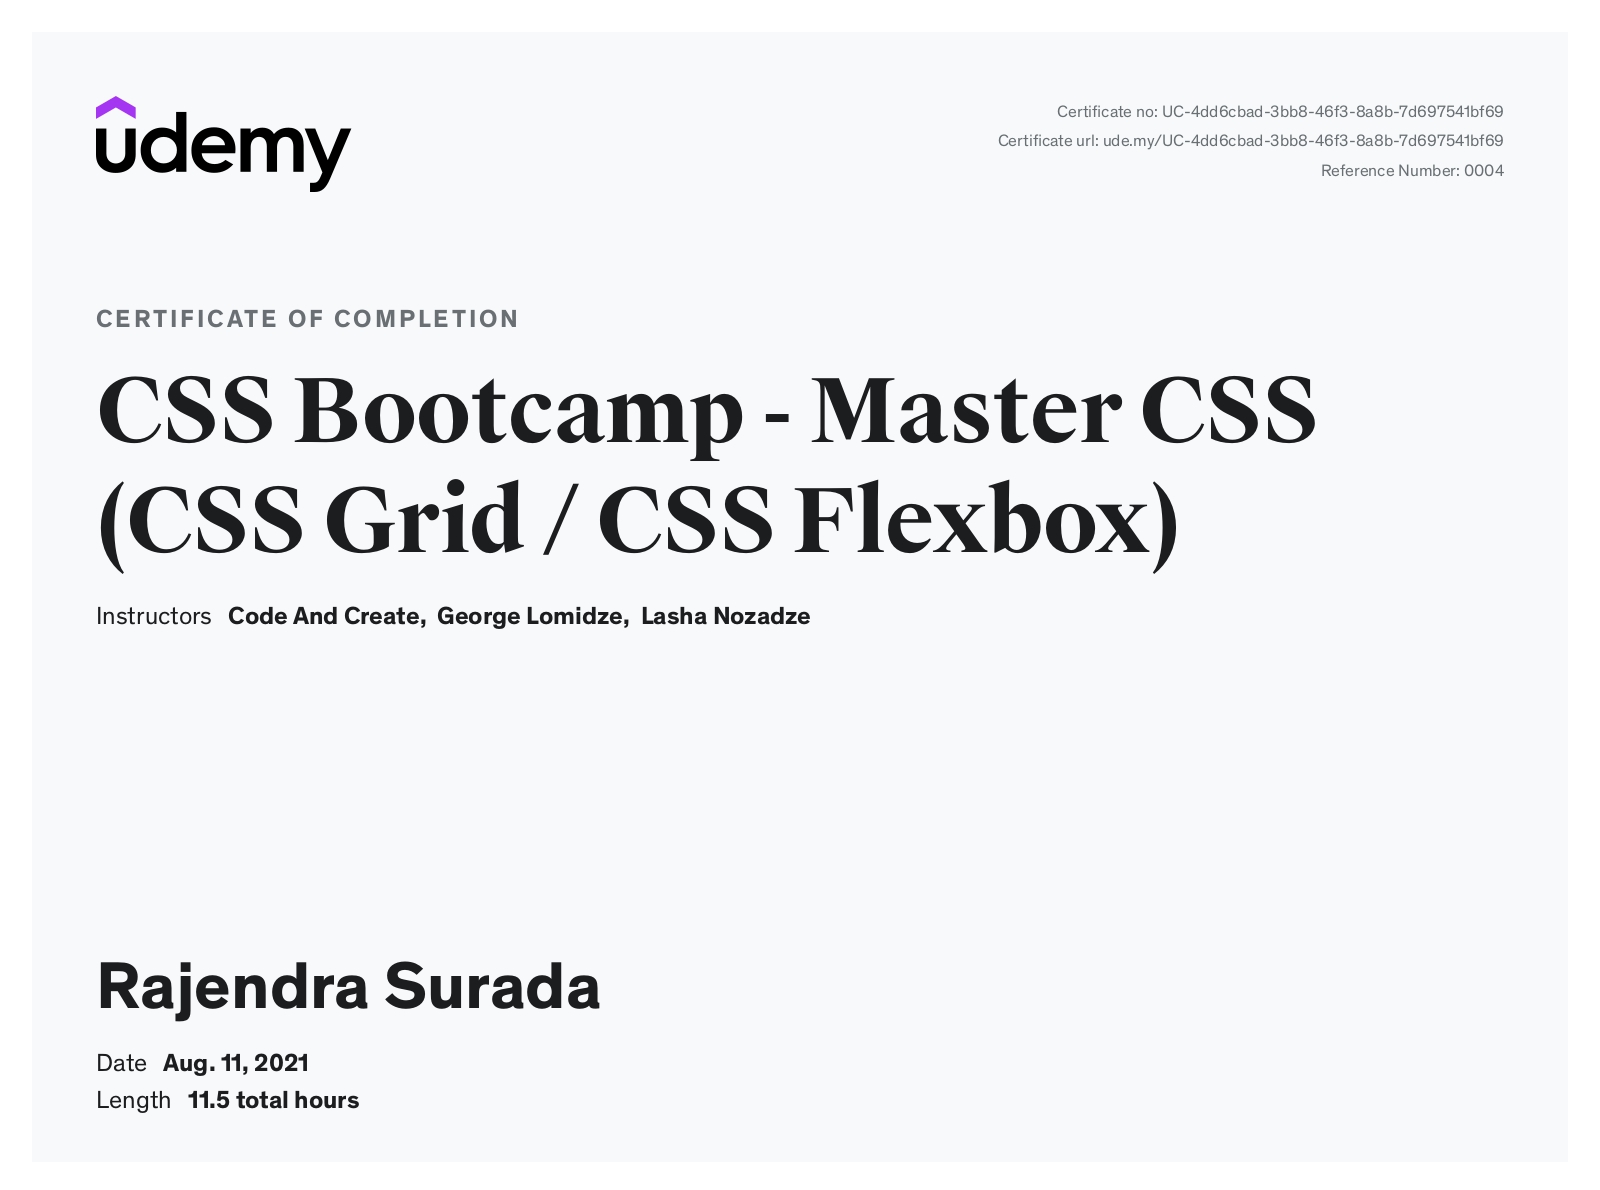 udemy
Certificate no: UC-4dd6cbad-3bb8-46f3-8a8b-7d697541bf69
Certificate url: ude.my/UC-4dd6cbad-3bb8-46f3-8a8b-7d697541bf69
Reference Number: 0004
CERTIFICATE OF COMPLETION
CSS Bootcamp - Master CSS
(CSS Grid / CSS Flexbox)
Instructors Code And Create, George Lomidze, Lasha Nozadze
Rajendra Surada
Date Aug. 11, 2021
Length 11.5 total hours